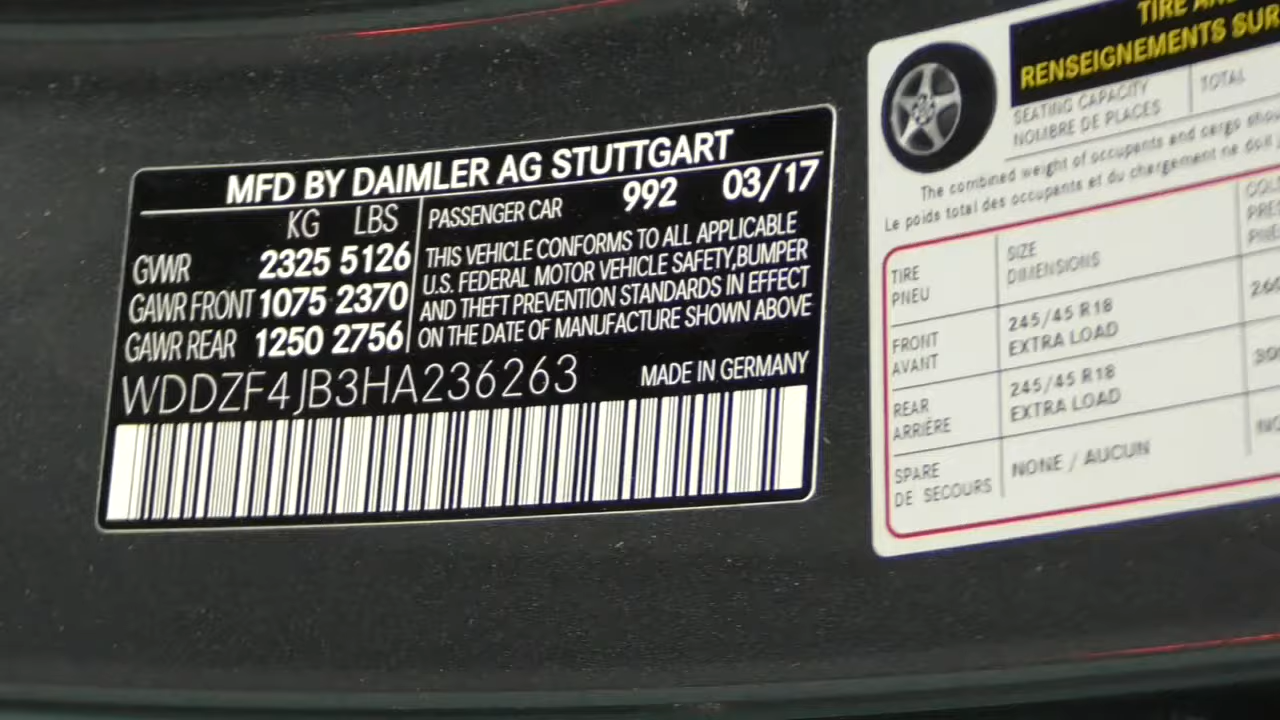 MFD BY DAIMLER AG STUTTGART
KG LBS
GVWR 2325 5126
GAWR FRONT 1075 2370
GAWR REAR 1250 2756
PASSENGER CAR 992 03/17
THIS VEHICLE CONFORMS TO ALL APPLICABLE
U.S. FEDERAL MOTOR VEHICLE SAFETY,BUMPER
AND THEFT PREVENTION STANDARDS IN EFFECT
ON THE DATE OF MANUFACTURE SHOWN ABOVE
WDDZF4JB3HA236263 MADE IN GERMANY
TIRE
RENSEIGNEMENTS SUR
SEATING CAPACITY
NOMBRE DE PLACES
TOTAL
The combined weight of occupants and cargo
Le poids total des occupants et du chargement ne doit
TIRE
PNEU
SIZE
DIMENSIONS
FRONT
AVANT
245/45 R18
EXTRA LOAD
REAR
ARRIÈRE
245/45 R18
EXTRA LOAD
SPARE
DE SECOURS
NONE / AUCUN